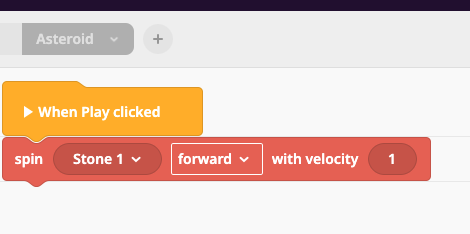 Asteroid
+
When Play clicked
spin Stone 1 forward with velocity 1